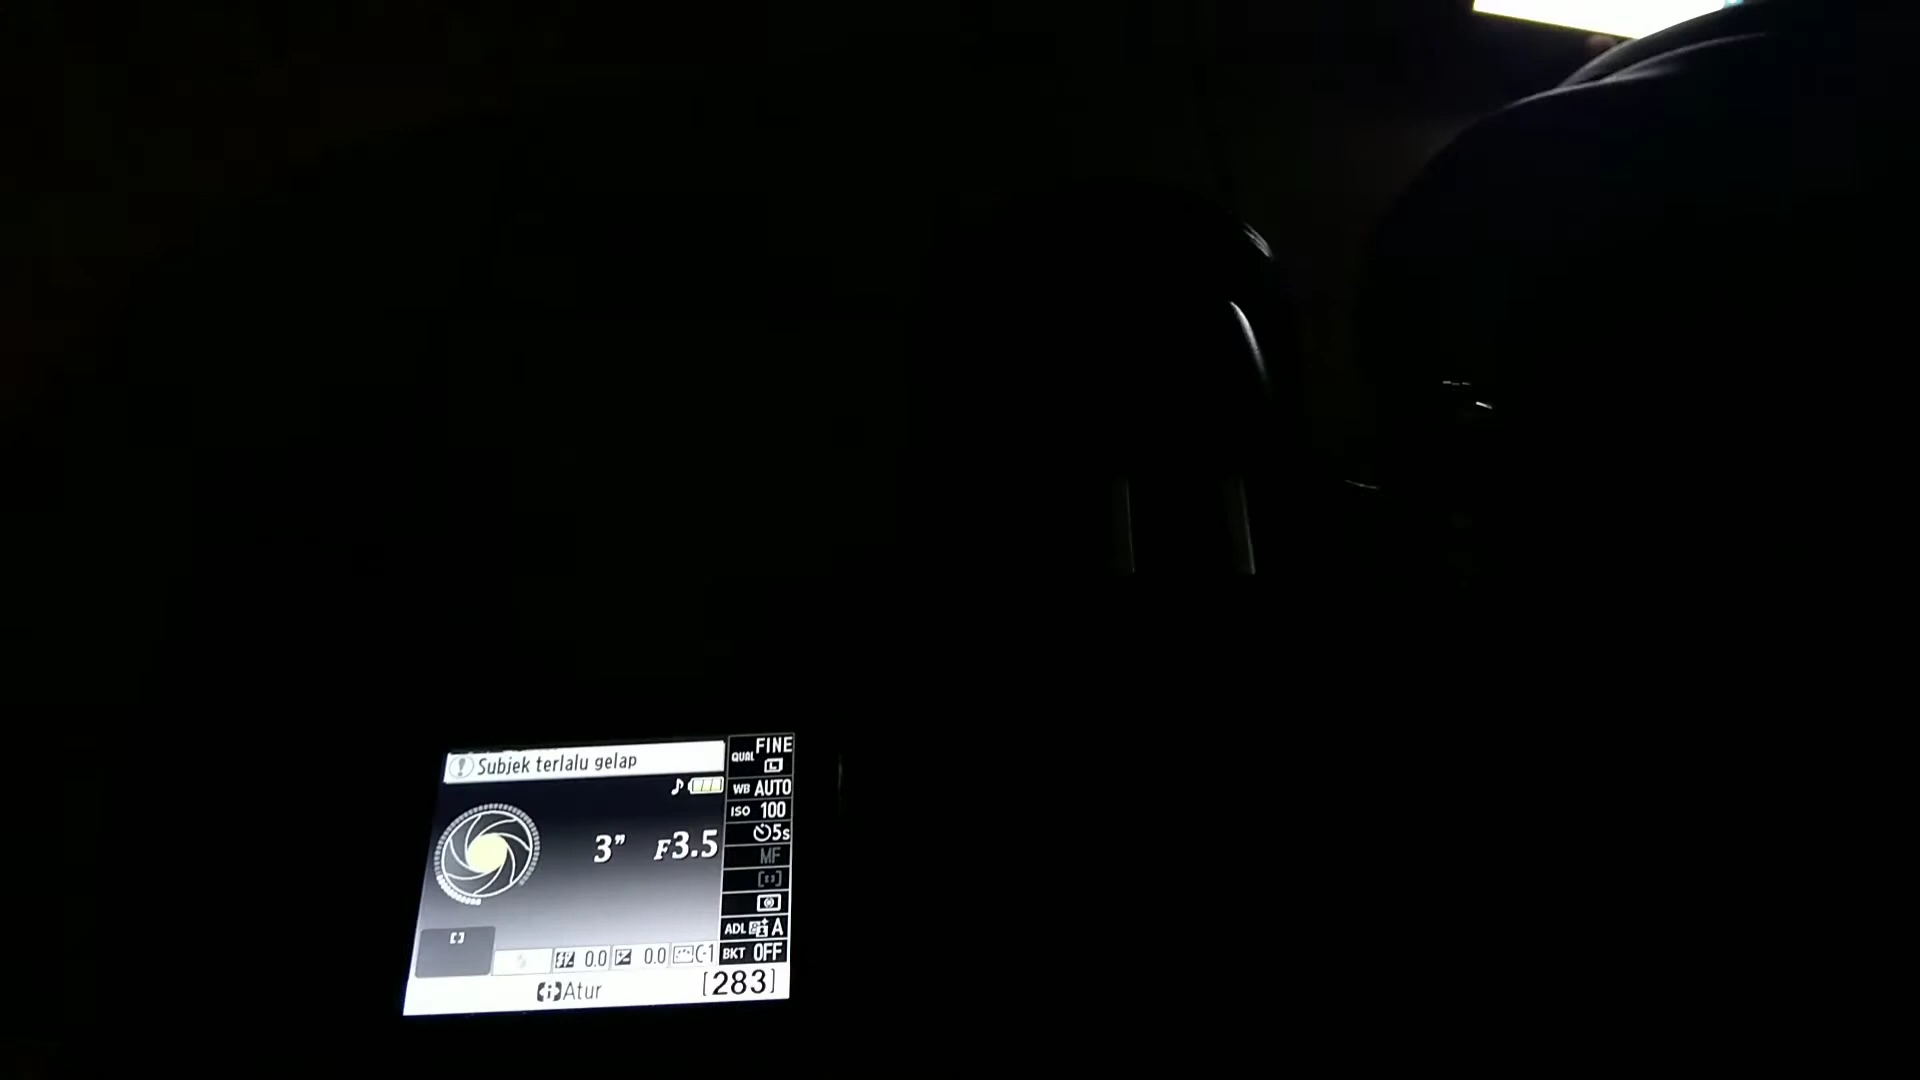 Subjek terlalu gelap
3" F3.5
QUAL FINE
L
WB AUTO
ISO 100
5s
MF
ADL A
BKT OFF
0.0 0.0 C-1
i Atur [283]